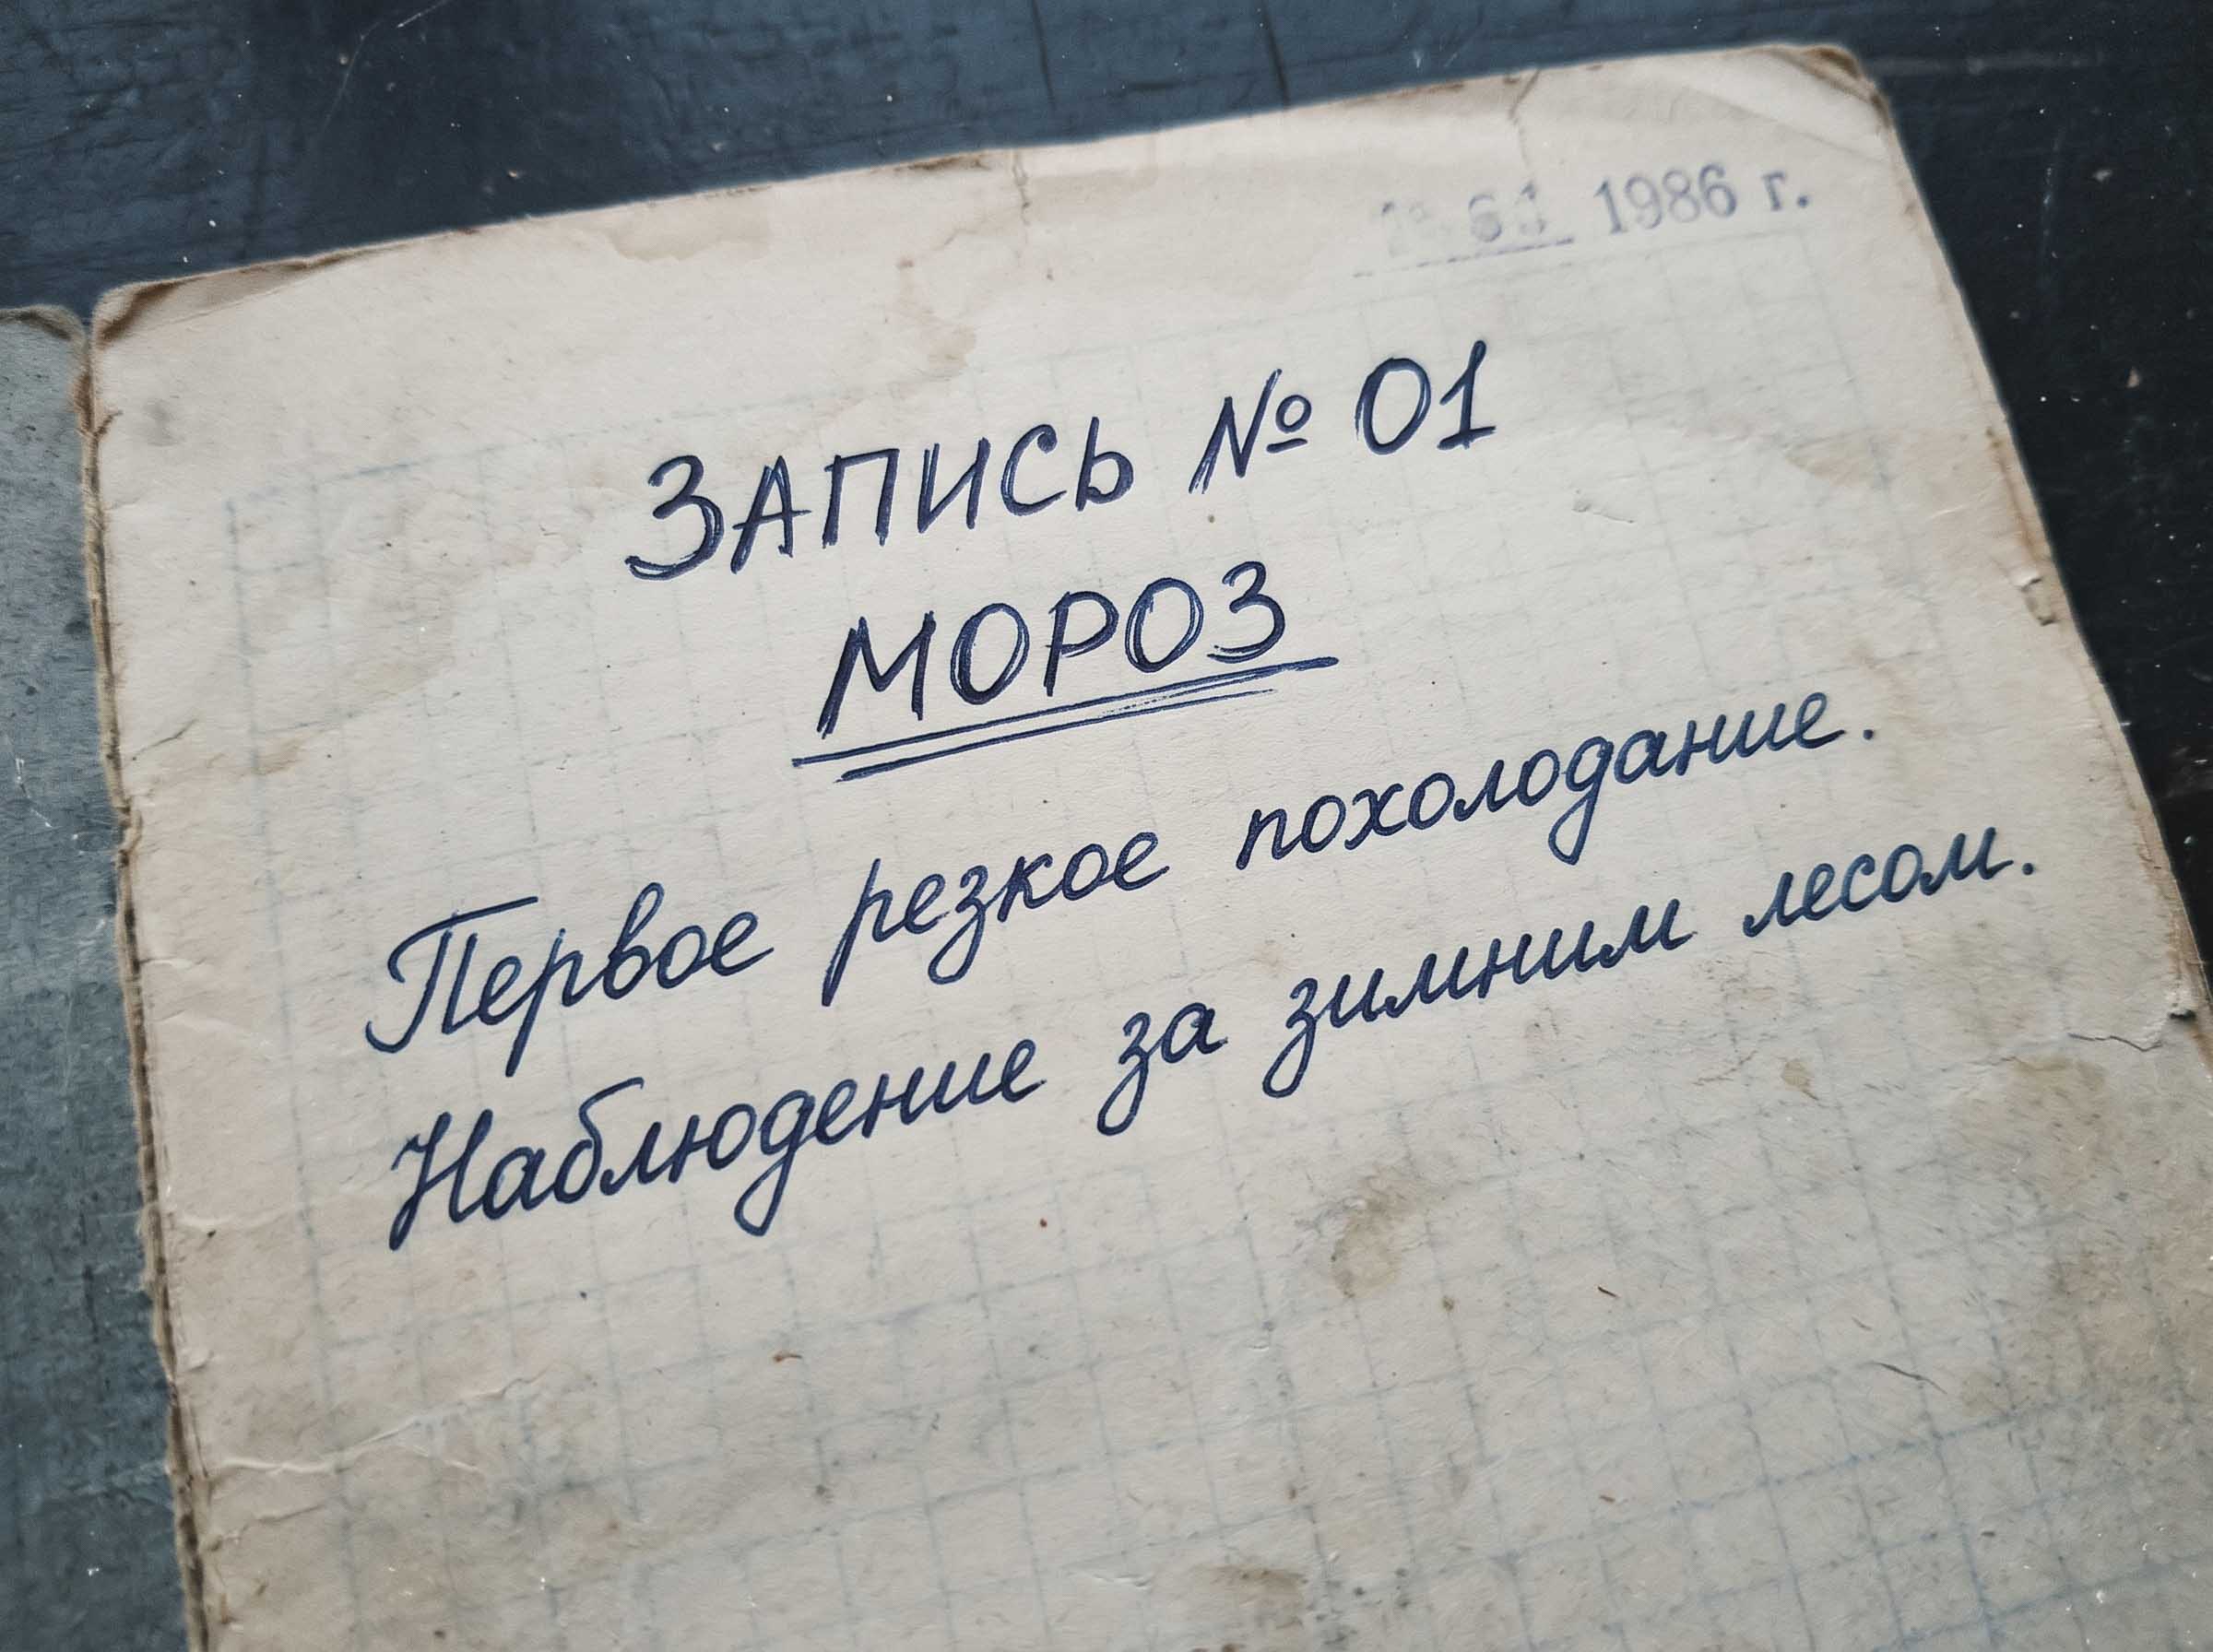 1986 г.
ЗАПИСЬ № 01
МОРОЗ
Первое резкое похолодание.
Наблюдение за зимним лесом.